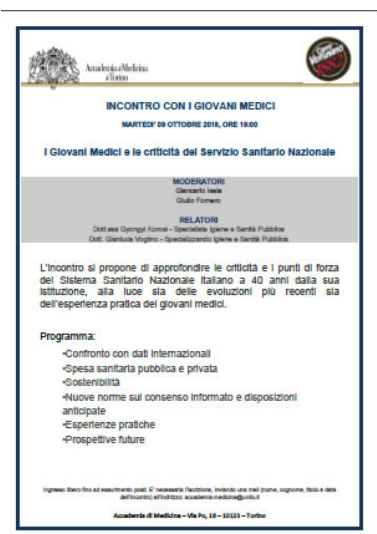 Accademia di Medicina
di Torino
CAFFÈ
VERGNANO
1882
INCONTRO CON I GIOVANI MEDICI
MARTEDI' 09 OTTOBRE 2018, ORE 18:00
I Giovani Medici e le criticità del Servizio Sanitario Nazionale
MODERATORI
Giancarlo Isaia
Giulio Fornero
RELATORI
Dott.ssa Gyongyi Korosi - Specialista Igiene e Sanità Pubblica
Dott. Gianluca Voglino - Specializzando Igiene e Sanità Pubblica
L'incontro si propone di approfondire le criticità e i punti di forza
del Sistema Sanitario Nazionale Italiano a 40 anni dalla sua
istituzione, alla luce sia delle evoluzioni più recenti sia
dell'esperienza pratica dei giovani medici.
Programma:
•Confronto con dati internazionali
•Spesa sanitaria pubblica e privata
•Sostenibilità
•Nuove norme sul consenso informato e disposizioni
anticipate
•Esperienze pratiche
•Prospettive future
Ingresso libero fino ad esaurimento posti. E' necessaria l'iscrizione, inviando una mail (nome, cognome, titolo e data
dell'incontro) all'indirizzo: accademia.medicina@unito.it
Accademia di Medicina – Via Po, 18 – 10123 – Torino